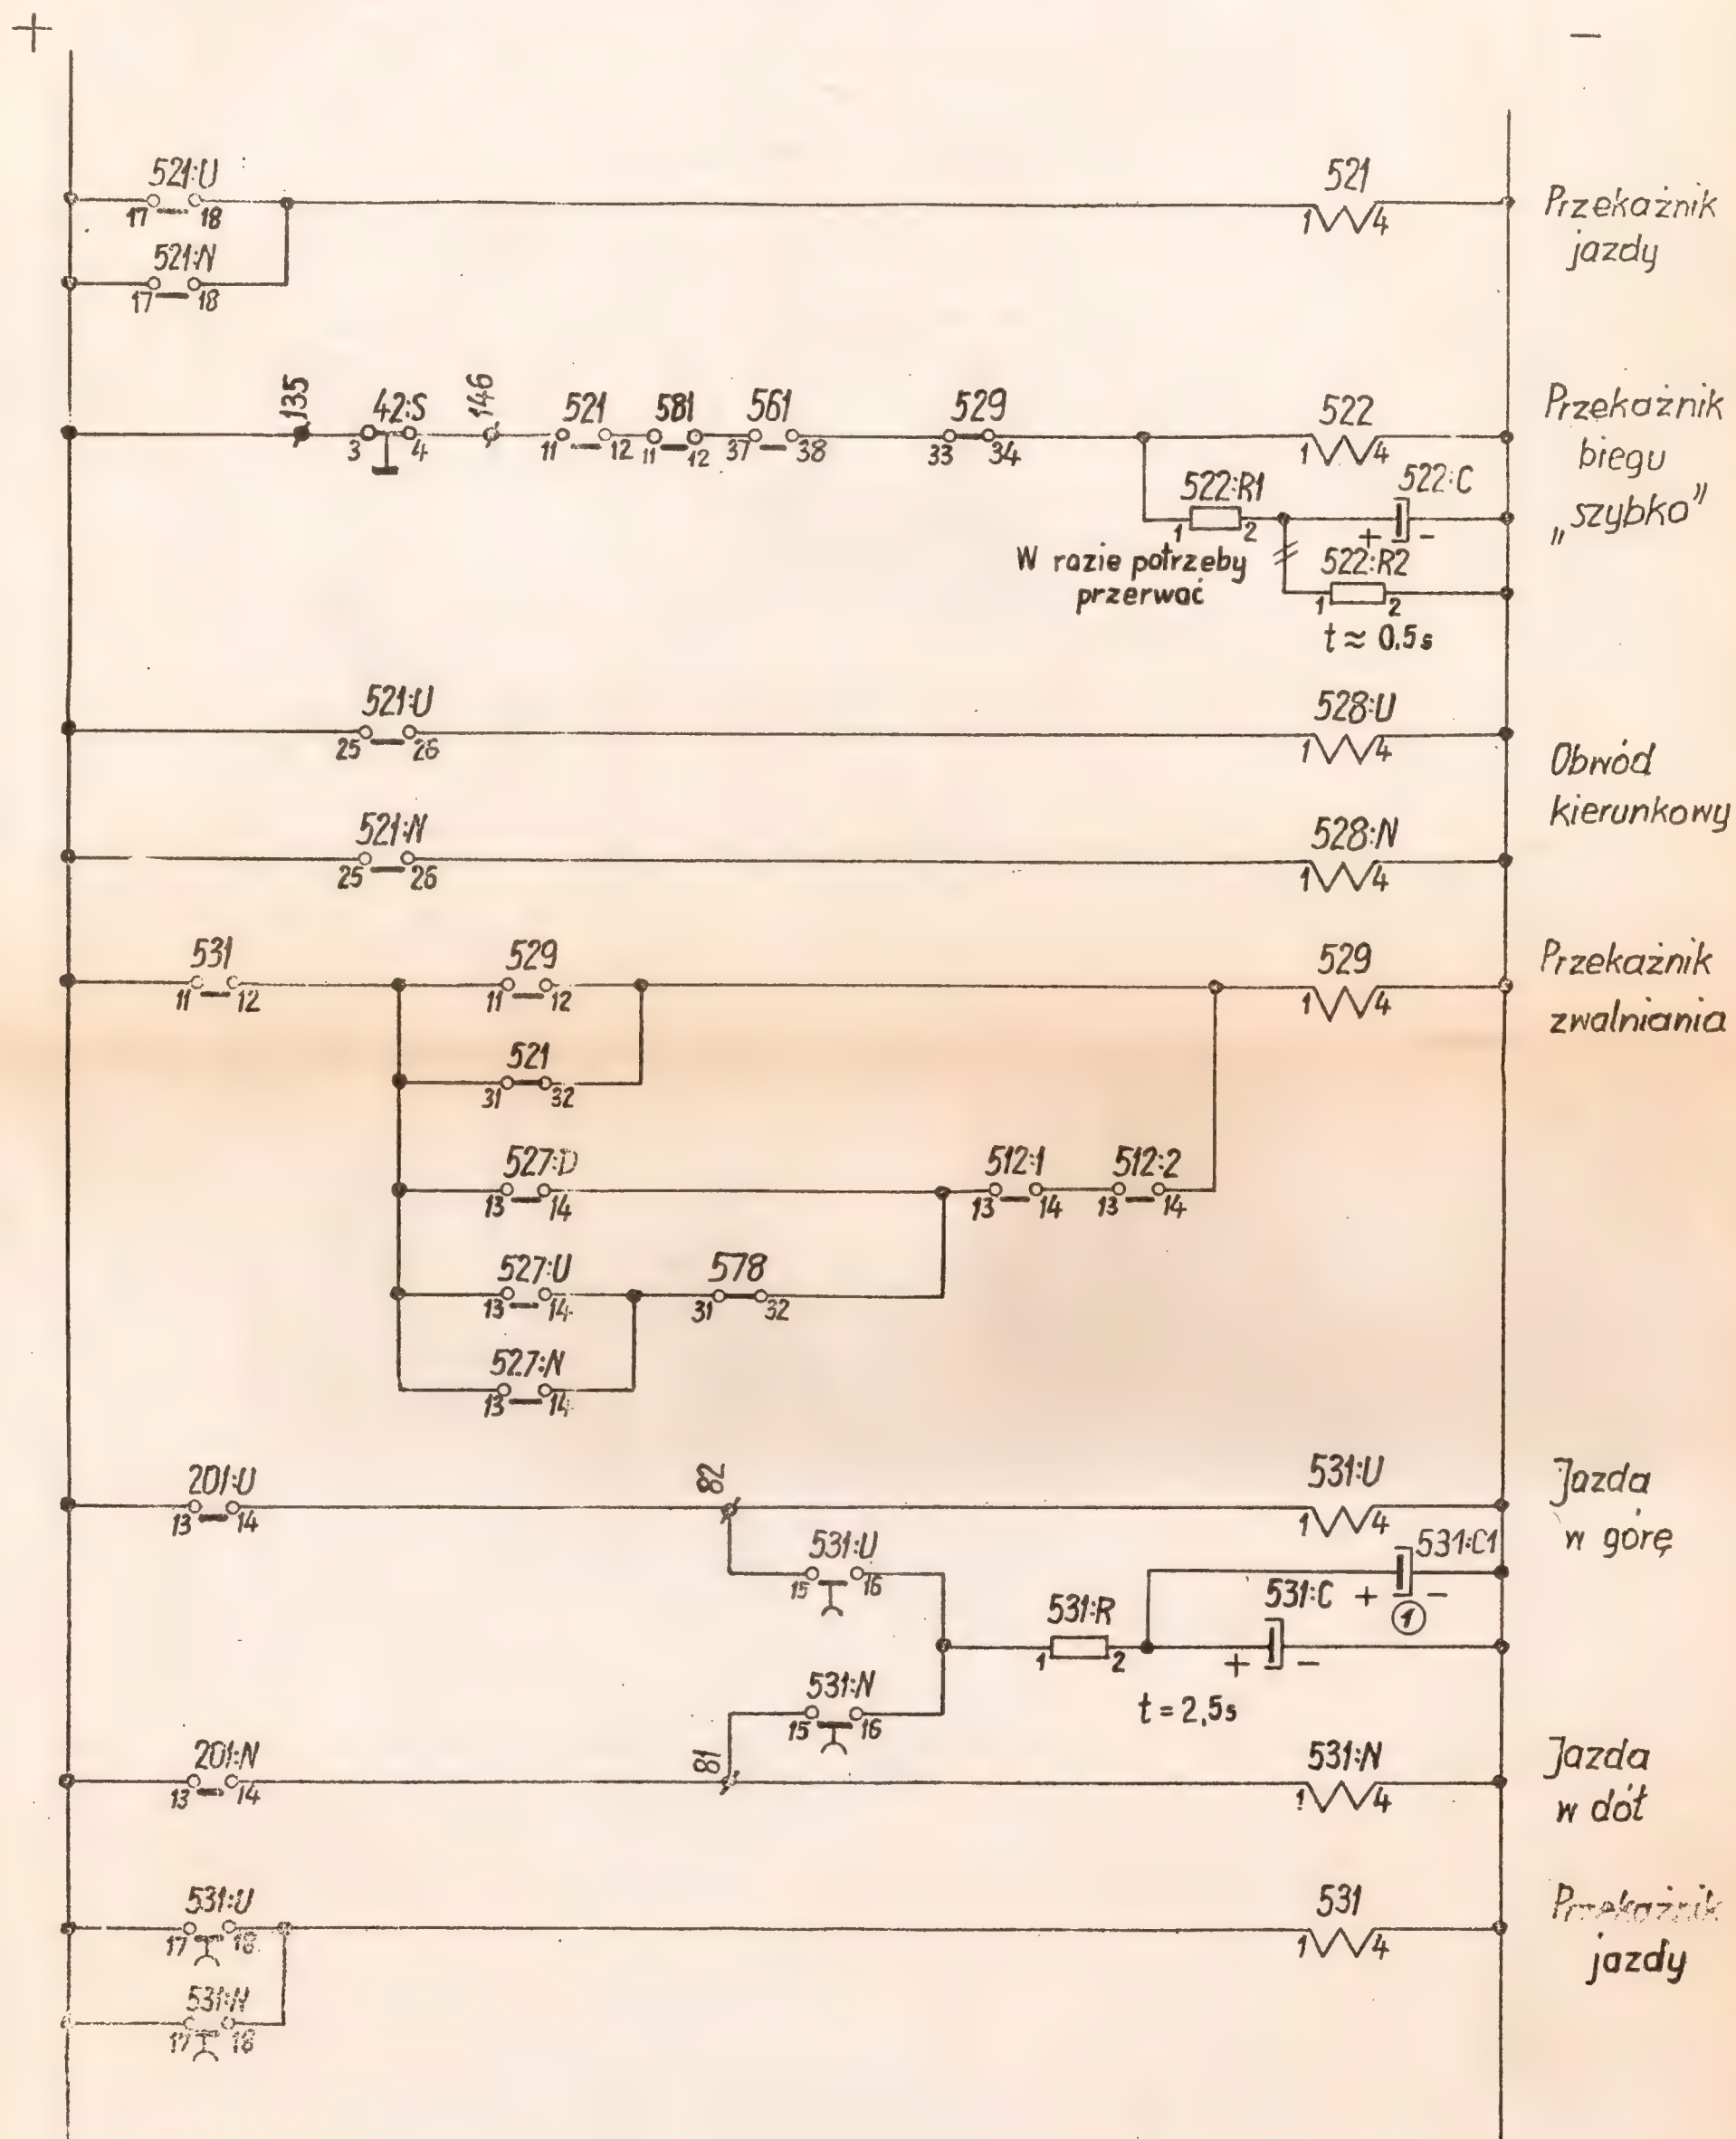 + −
521:U
17 18
521:N
17 18
521
1 4
Przekaźnik
jazdy
135
42:S
3 4
146
521
11 12
581
11 12
561
37 38
529
33 34
522
1 4
Przekaźnik
biegu
„szybko”
522:R1
1 2
522:C
+ −
W razie potrzeby
przerwać
522:R2
1 2
t ≈ 0.5s
521:U
25 26
528:U
1 4
Obwód
kierunkowy
521:N
25 26
528:N
1 4
531
11 12
529
11 12
529
1 4
Przekaźnik
zwalniania
521
31 32
527:D
13 14
512:1
13 14
512:2
13 14
527:U
13 14
578
31 32
527:N
13 14
201:U
13 14
82
531:U
1 4
Jazda
w górę
531:U
15 16
531:C1
+ −
1
531:R
1 2
531:C
+ −
t = 2,5s
531:N
15 16
81
201:N
13 14
531:N
1 4
Jazda
w dół
531:U
17 18
531
1 4
Przekaźnik
jazdy
531:N
17 18